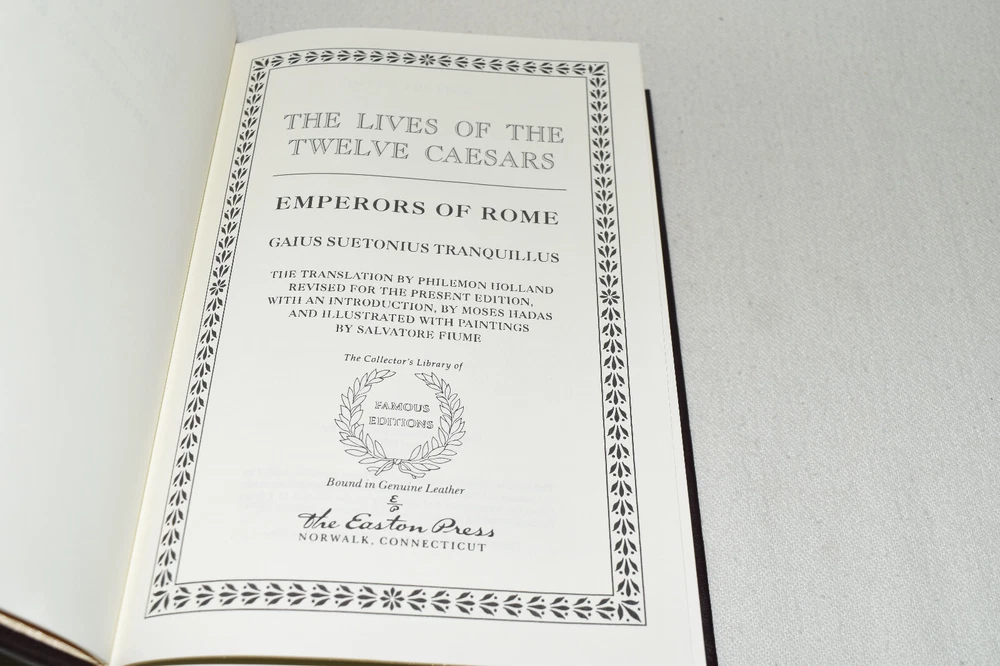 THE LIVES OF THE
TWELVE CAESARS
EMPERORS OF ROME
GAIUS SUETONIUS TRANQUILLUS
THE TRANSLATION BY PHILEMON HOLLAND
REVISED FOR THE PRESENT EDITION,
WITH AN INTRODUCTION, BY MOSES HADAS
AND ILLUSTRATED WITH PAINTINGS
BY SALVATORE FIUME
The Collector's Library of
FAMOUS
EDITIONS
Bound in Genuine Leather
E
P
The Easton Press
NORWALK, CONNECTICUT